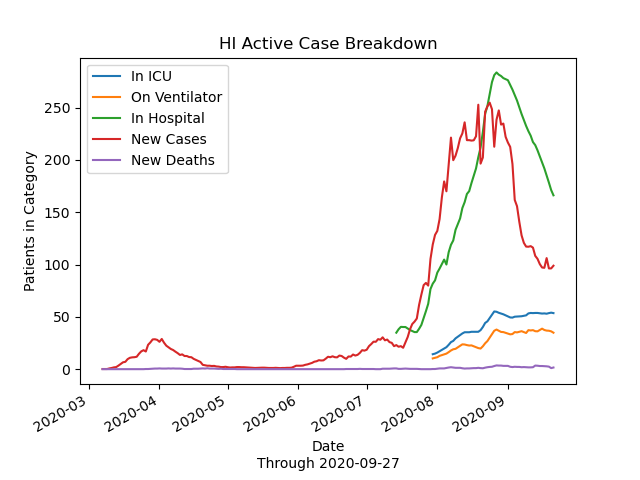 HI Active Case Breakdown
In ICU
On Ventilator
In Hospital
New Cases
New Deaths
Patients in Category
250
200
150
100
50
0
2020-03
2020-04
2020-05
2020-06
2020-07
2020-08
2020-09
Date
Through 2020-09-27